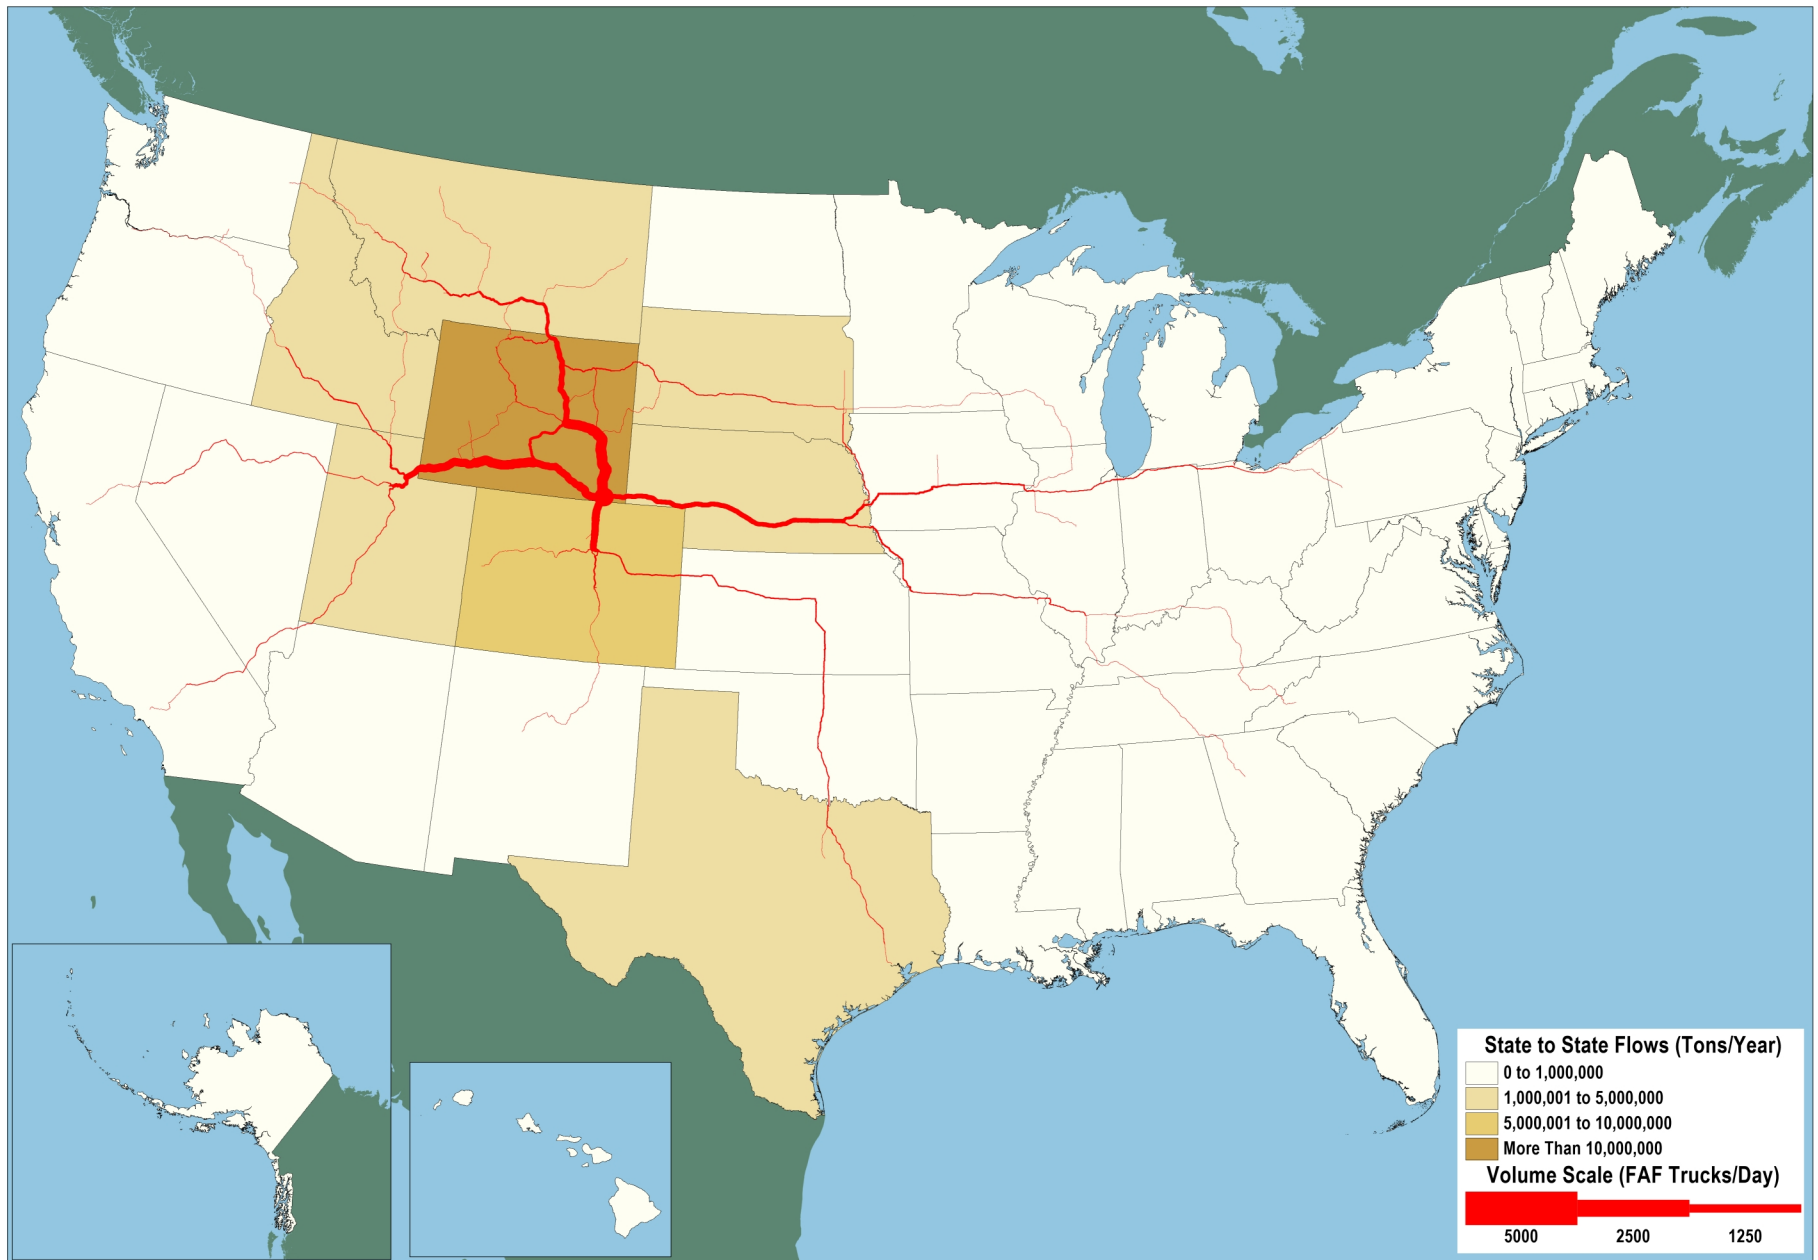 State to State Flows (Tons/Year)
0 to 1,000,000
1,000,001 to 5,000,000
5,000,001 to 10,000,000
More Than 10,000,000
Volume Scale (FAF Trucks/Day)
5000 2500 1250